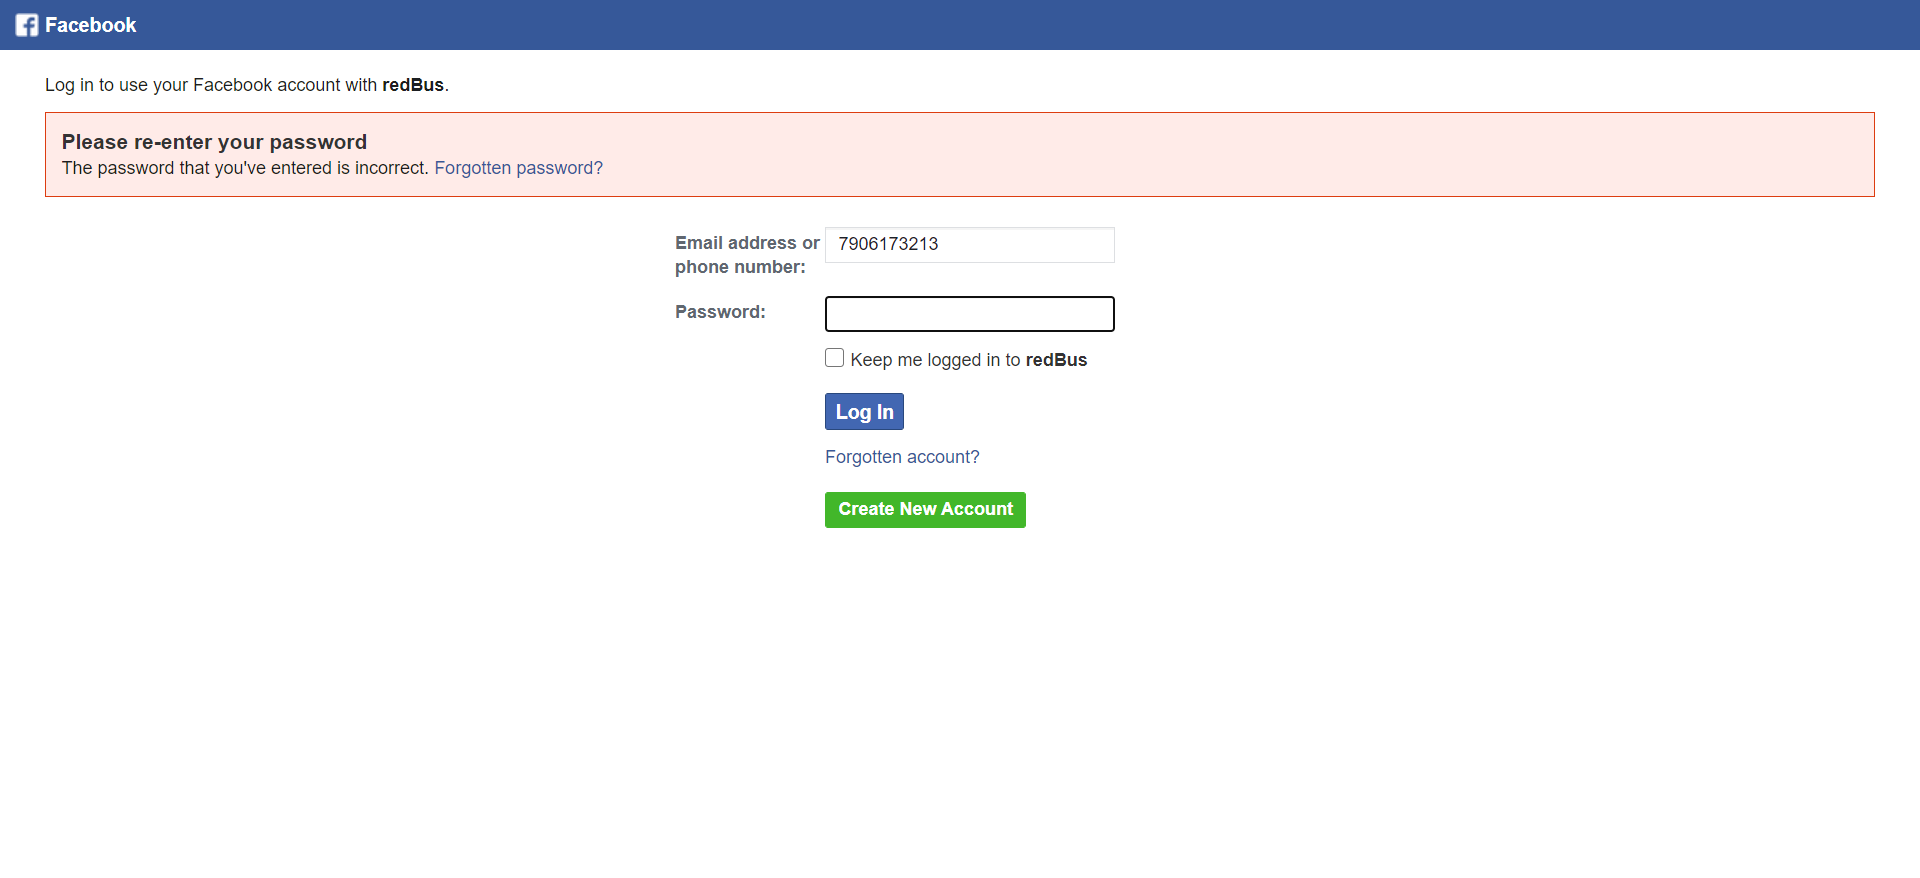 Facebook
Log in to use your Facebook account with redBus.
Please re-enter your password
The password that you've entered is incorrect. Forgotten password?
Email address or phone number:
7906173213
Password:
Keep me logged in to redBus
Log In
Forgotten account?
Create New Account